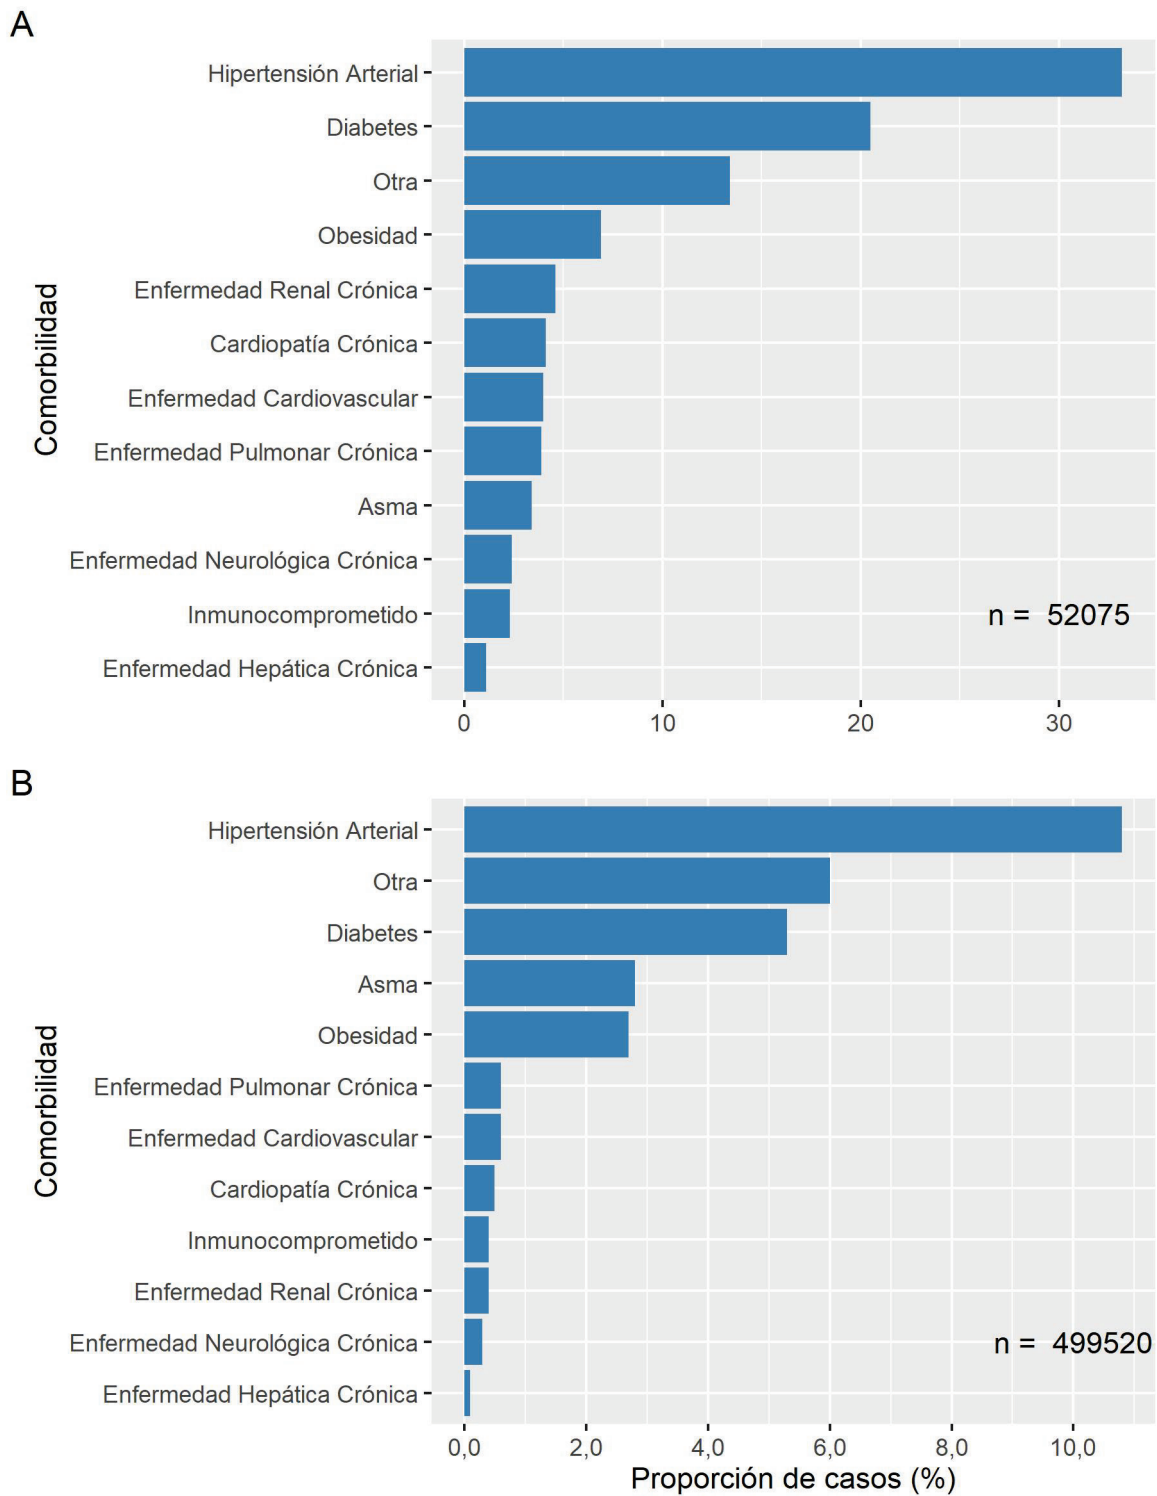 A
Comorbilidad
Hipertensión Arterial
Diabetes
Otra
Obesidad
Enfermedad Renal Crónica
Cardiopatía Crónica
Enfermedad Cardiovascular
Enfermedad Pulmonar Crónica
Asma
Enfermedad Neurológica Crónica
Inmunocomprometido
Enfermedad Hepática Crónica
n = 52075
0 10 20 30
B
Comorbilidad
Hipertensión Arterial
Otra
Diabetes
Asma
Obesidad
Enfermedad Pulmonar Crónica
Enfermedad Cardiovascular
Cardiopatía Crónica
Inmunocomprometido
Enfermedad Renal Crónica
Enfermedad Neurológica Crónica
Enfermedad Hepática Crónica
n = 499520
0,0 2,0 4,0 6,0 8,0 10,0
Proporción de casos (%)